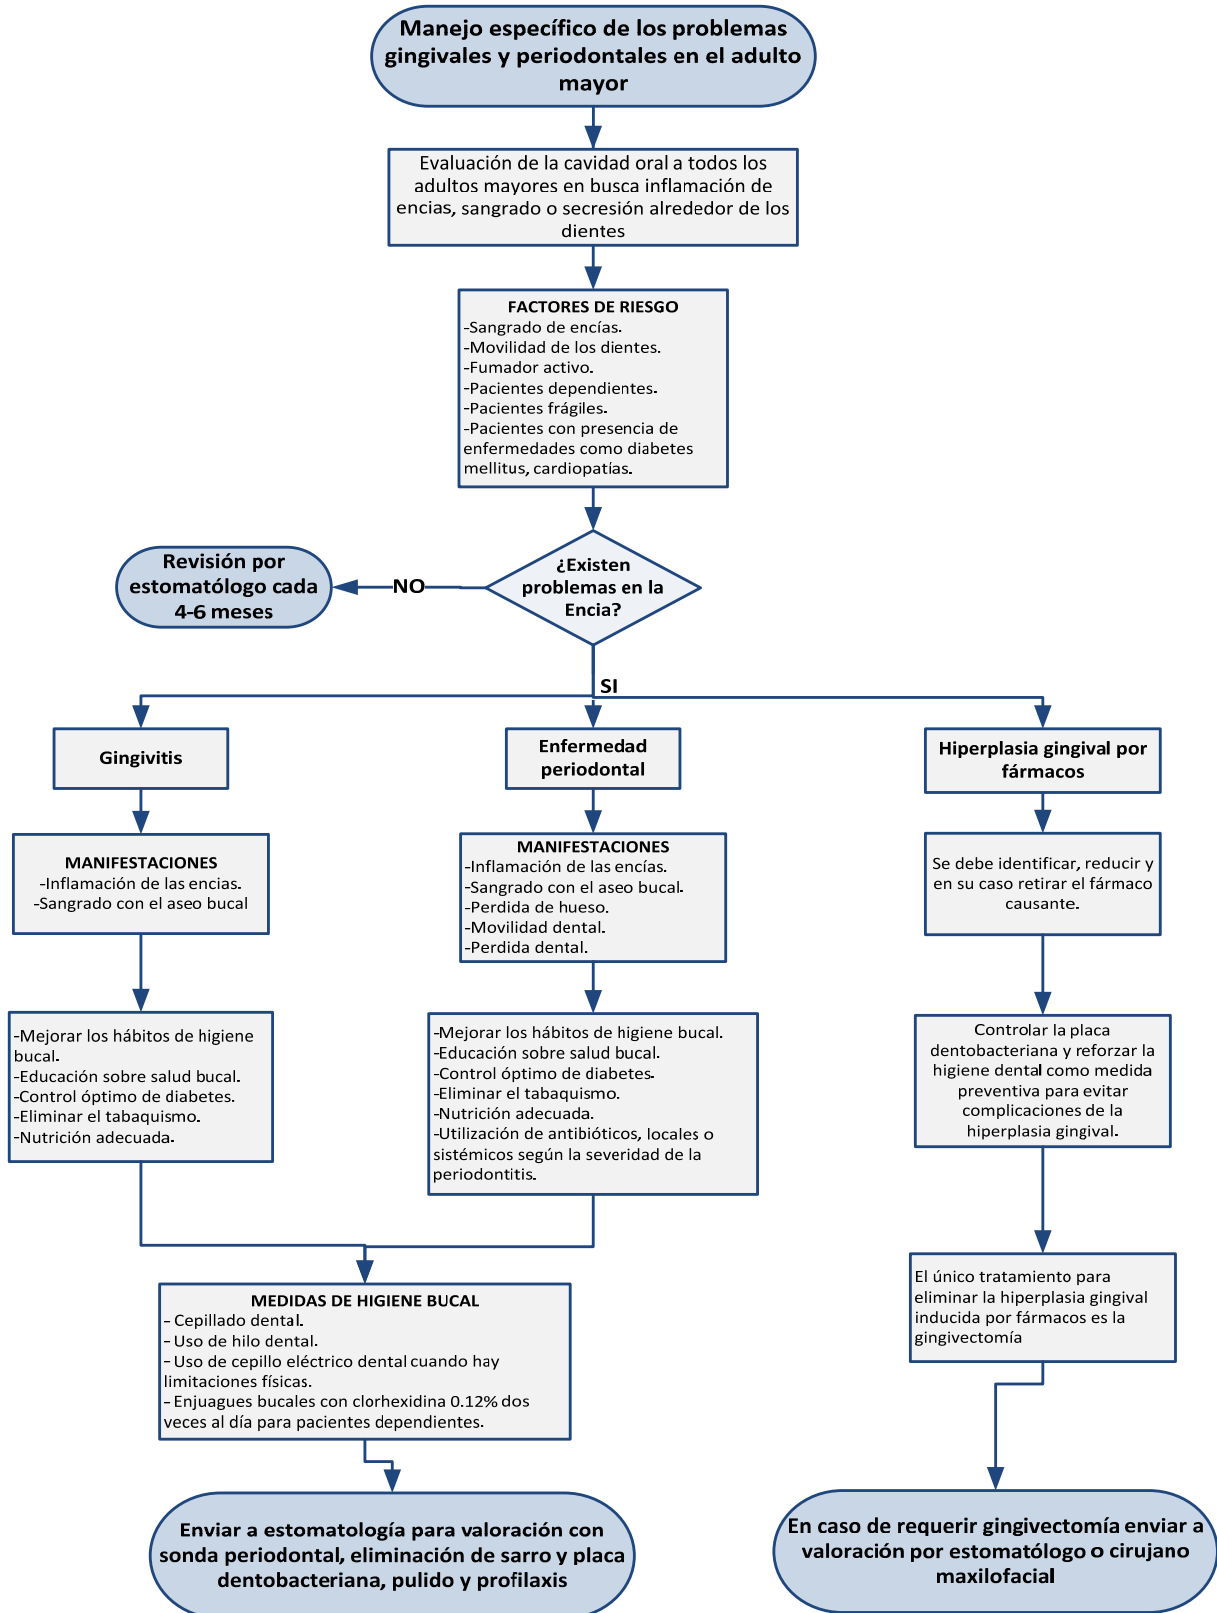 Manejo específico de los problemas
gingivales y periodontales en el adulto
mayor
Evaluación de la cavidad oral a todos los
adultos mayores en busca inflamación de
encias, sangrado o secresión alrededor de los
dientes
FACTORES DE RIESGO
-Sangrado de encías.
-Movilidad de los dientes.
-Fumador activo.
-Pacientes dependientes.
-Pacientes frágiles.
-Pacientes con presencia de
enfermedades como diabetes
mellitus, cardiopatías.
¿Existen
problemas en la
Encia?
NO
Revisión por
estomatólogo cada
4-6 meses
SI
Gingivitis
MANIFESTACIONES
-Inflamación de las encias.
-Sangrado con el aseo bucal
-Mejorar los hábitos de higiene
bucal.
-Educación sobre salud bucal.
-Control óptimo de diabetes.
-Eliminar el tabaquismo.
-Nutrición adecuada.
Enfermedad
periodontal
MANIFESTACIONES
-Inflamación de las encías.
-Sangrado con el aseo bucal.
-Perdida de hueso.
-Movilidad dental.
-Perdida dental.
-Mejorar los hábitos de higiene bucal.
-Educación sobre salud bucal.
-Control óptimo de diabetes.
-Eliminar el tabaquismo.
-Nutrición adecuada.
-Utilización de antibióticos, locales o
sistémicos según la severidad de la
periodontitis.
MEDIDAS DE HIGIENE BUCAL
- Cepillado dental.
- Uso de hilo dental.
- Uso de cepillo eléctrico dental cuando hay
limitaciones físicas.
- Enjuagues bucales con clorhexidina 0.12% dos
veces al día para pacientes dependientes.
Enviar a estomatología para valoración con
sonda periodontal, eliminación de sarro y placa
dentobacteriana, pulido y profilaxis
Hiperplasia gingival por
fármacos
Se debe identificar, reducir y
en su caso retirar el fármaco
causante.
Controlar la placa
dentobacteriana y reforzar la
higiene dental como medida
preventiva para evitar
complicaciones de la
hiperplasia gingival.
El único tratamiento para
eliminar la hiperplasia gingival
inducida por fármacos es la
gingivectomía
En caso de requerir gingivectomía enviar a
valoración por estomatólogo o cirujano
maxilofacial